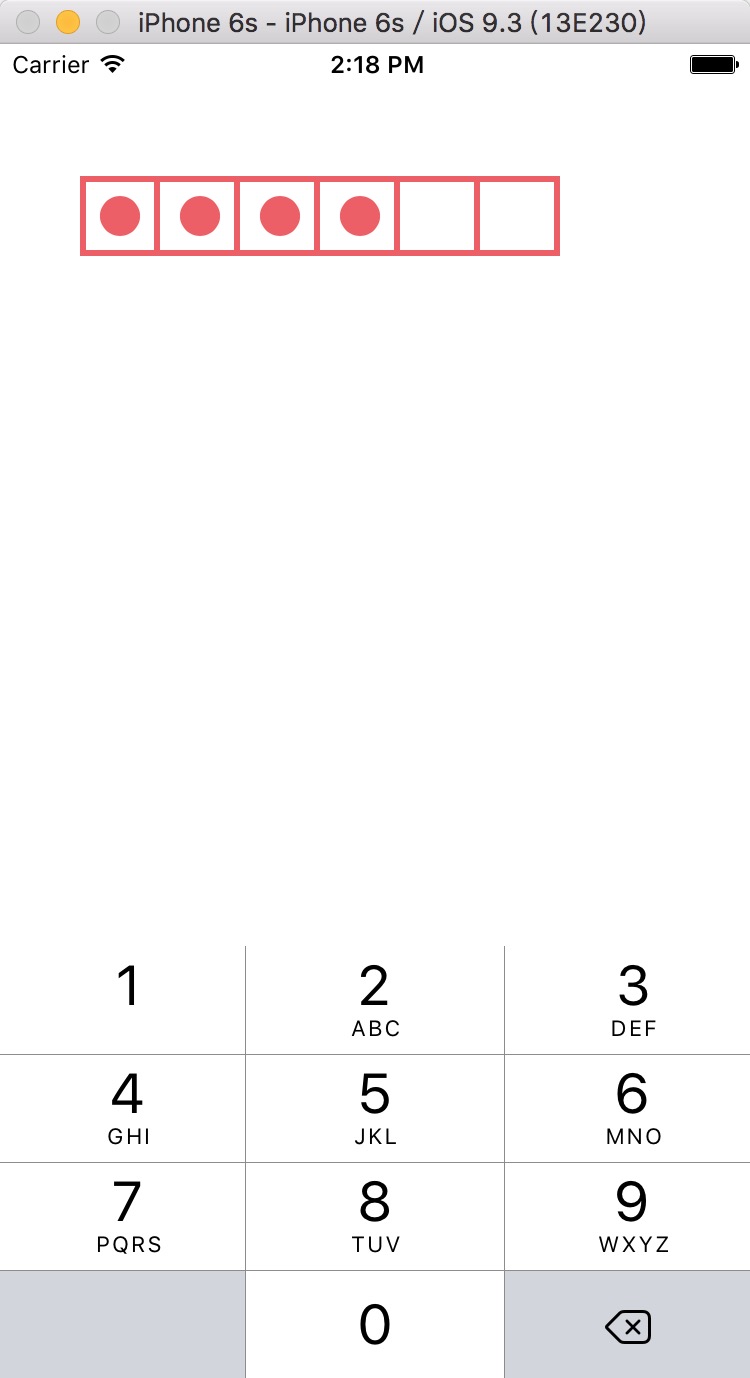 iPhone 6s - iPhone 6s / iOS 9.3 (13E230)
Carrier 2:18 PM
1 2 3
ABC DEF
4 5 6
GHI JKL MNO
7 8 9
PQRS TUV WXYZ
0